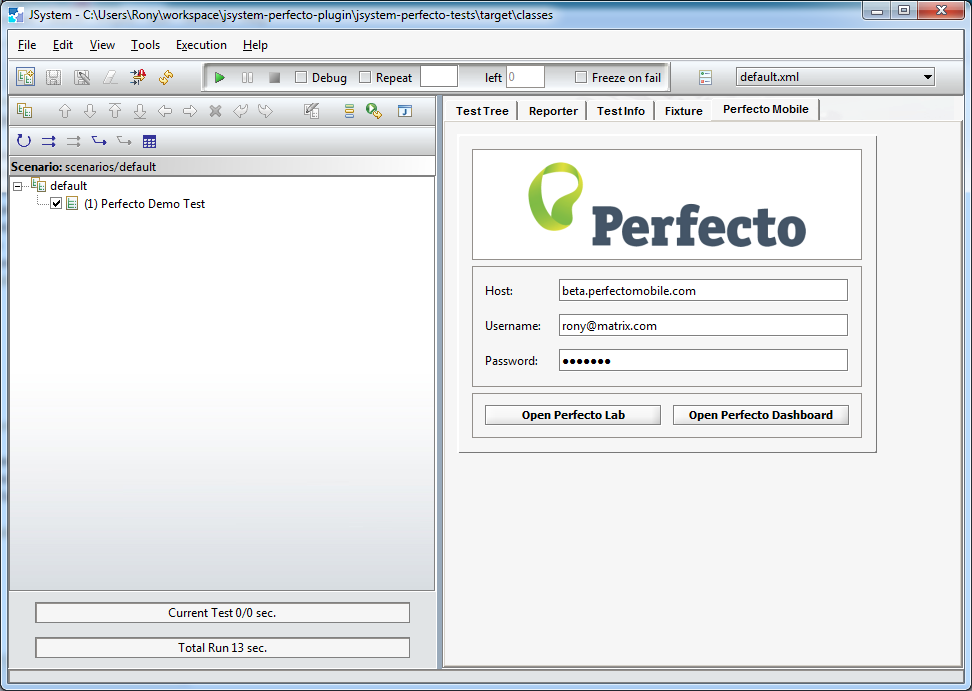 JSystem - C:\Users\Rony\workspace\jsystem-perfecto-plugin\jsystem-perfecto-tests\target\classes
File Edit View Tools Execution Help
Debug Repeat left 0 Freeze on fail default.xml
Test Tree Reporter Test Info Fixture Perfecto Mobile
Scenario: scenarios/default
default
(1) Perfecto Demo Test
Perfecto
Host: beta.perfectomobile.com
Username: rony@matrix.com
Password: ●●●●●●●
Open Perfecto Lab Open Perfecto Dashboard
Current Test 0/0 sec.
Total Run 13 sec.